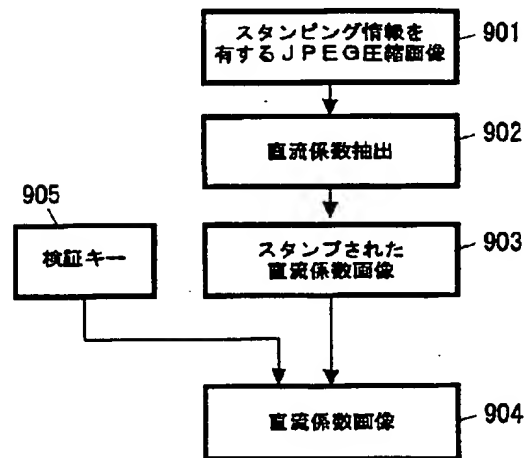 スタンピング情報を
有するJPEG圧縮画像
901
直流係数抽出
902
905
検証キー
スタンプされた
直流係数画像
903
直流係数画像
904